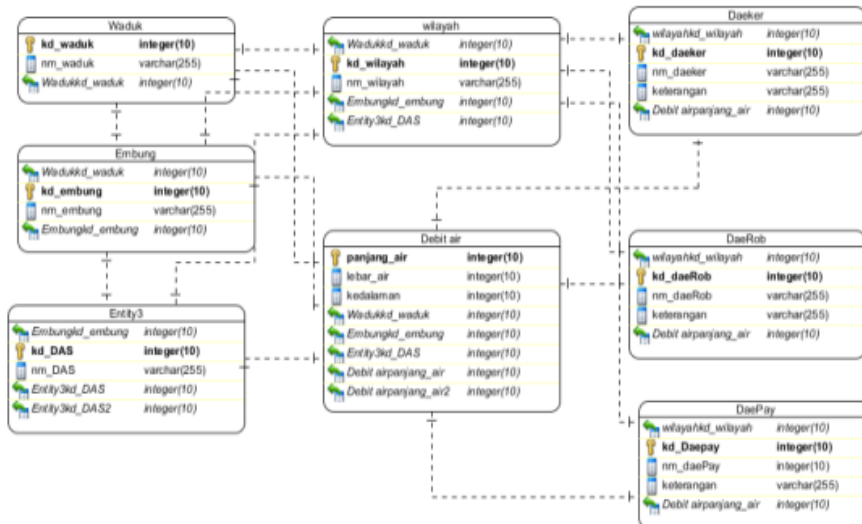 Waduk
kd_waduk integer(10)
nm_waduk varchar(255)
Wadukkd_waduk integer(10)
wilayah
Wadukkd_waduk integer(10)
kd_wilayah integer(10)
nm_wilayah varchar(255)
Embungkd_embung integer(10)
Entity3kd_DAS integer(10)
Daeker
wilayahkd_wilayah integer(10)
kd_daeker integer(10)
nm_daeker varchar(255)
keterangan varchar(255)
Debit airpanjang_air integer(10)
Embung
Wadukkd_waduk integer(10)
kd_embung integer(10)
nm_embung varchar(255)
Embungkd_embung integer(10)
Debit air
panjang_air integer(10)
lebar_air integer(10)
kedalaman integer(10)
Wadukkd_waduk integer(10)
Embungkd_embung integer(10)
Entity3kd_DAS integer(10)
Debit airpanjang_air integer(10)
Debit airpanjang_air2 integer(10)
DaeRob
wilayahkd_wilayah integer(10)
kd_daeRob integer(10)
nm_daeRob varchar(255)
keterangan varchar(255)
Debit airpanjang_air integer(10)
Entity3
Embungkd_embung integer(10)
kd_DAS integer(10)
nm_DAS varchar(255)
Entity3kd_DAS integer(10)
Entity3kd_DAS2 integer(10)
DaePay
wilayahkd_wilayah integer(10)
kd_Daepay integer(10)
nm_daePay integer(10)
keterangan varchar(255)
Debit airpanjang_air integer(10)